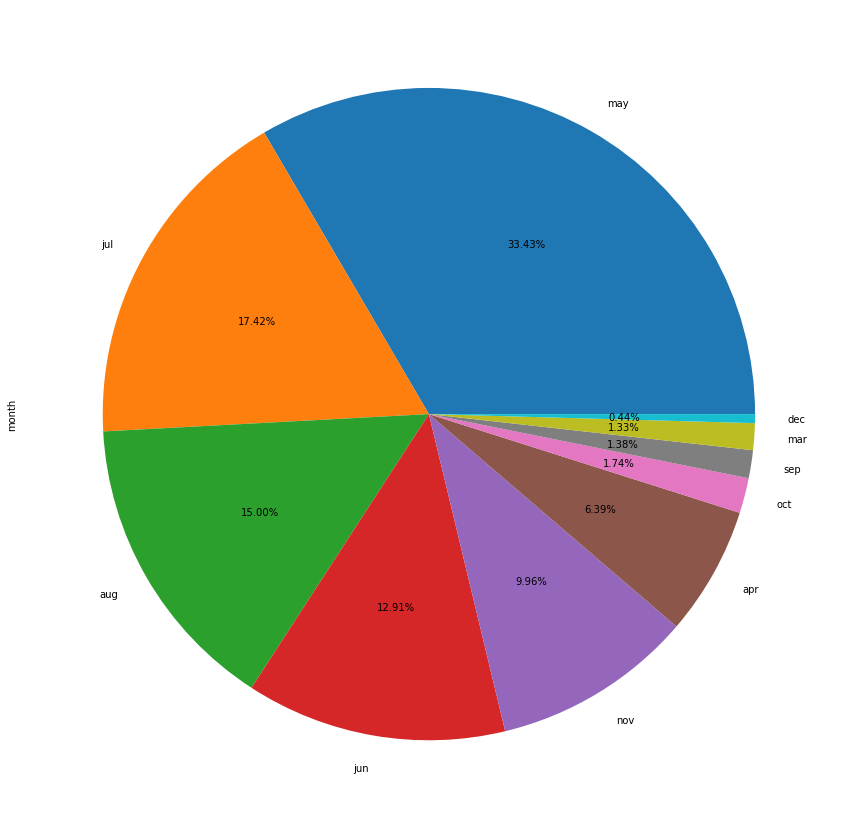 may
33.43%
jul
17.42%
month
dec
0.44%
mar
1.33%
sep
1.38%
oct
1.74%
apr
6.39%
aug
15.00%
nov
9.96%
jun
12.91%